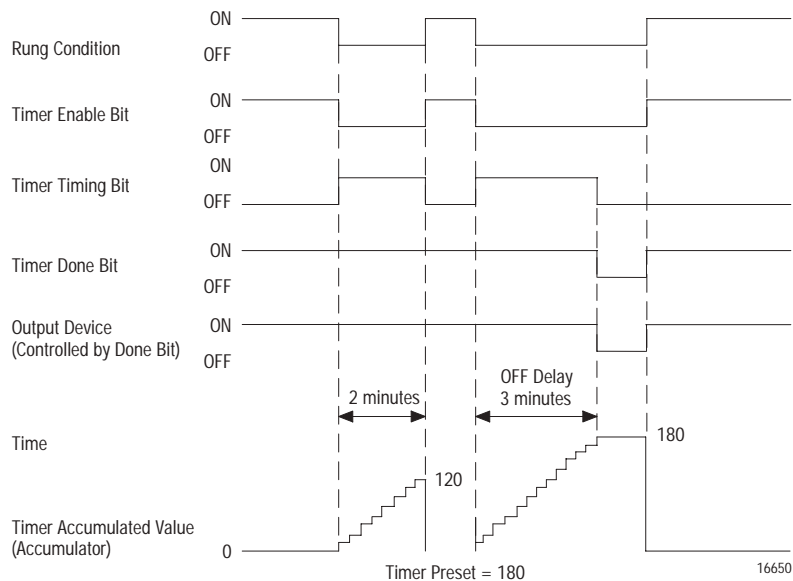 ON
Rung Condition
OFF
ON
Timer Enable Bit
OFF
ON
Timer Timing Bit
OFF
ON
Timer Done Bit
OFF
Output Device
(Controlled by Done Bit)
ON
OFF
2 minutes
OFF Delay
3 minutes
Time
180
120
Timer Accumulated Value
(Accumulator)
0
Timer Preset = 180
16650